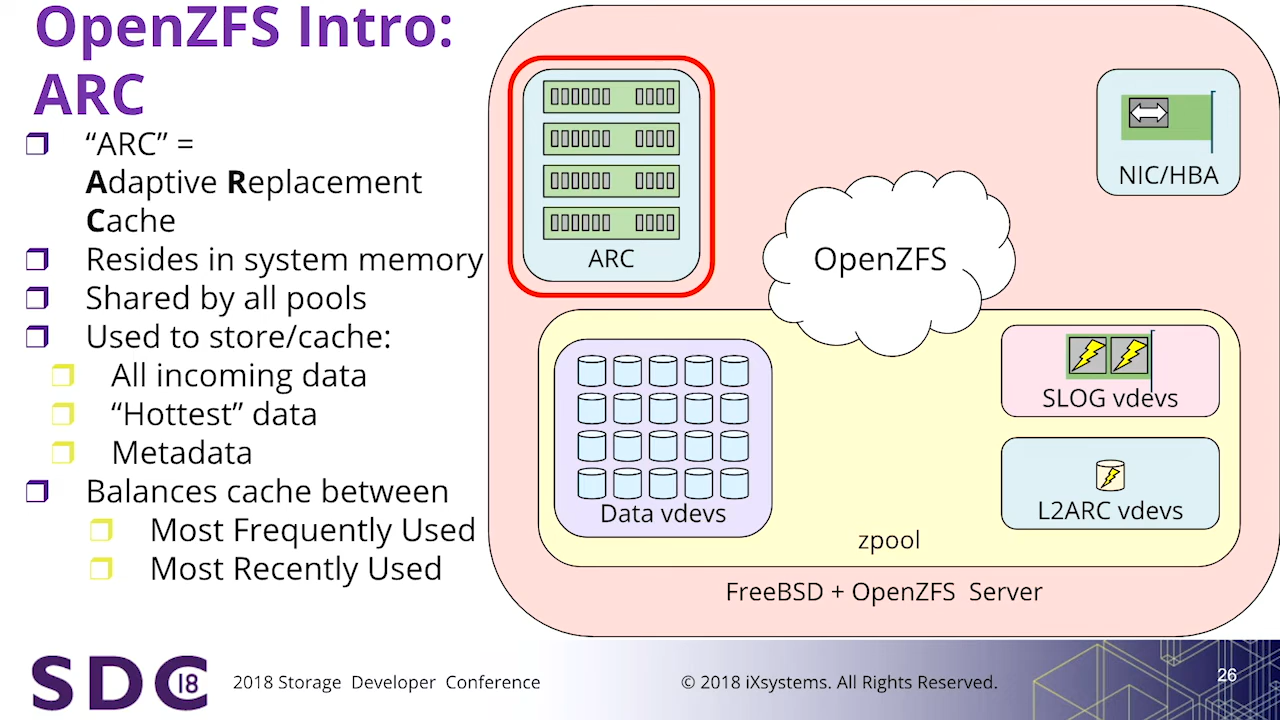 OpenZFS Intro:
ARC
“ARC” =
Adaptive Replacement
Cache
Resides in system memory
Shared by all pools
Used to store/cache:
All incoming data
“Hottest” data
Metadata
Balances cache between
Most Frequently Used
Most Recently Used
ARC
NIC/HBA
OpenZFS
SLOG vdevs
L2ARC vdevs
Data vdevs
zpool
FreeBSD + OpenZFS Server
SDC 18
2018 Storage Developer Conference
© 2018 iXsystems. All Rights Reserved.
26